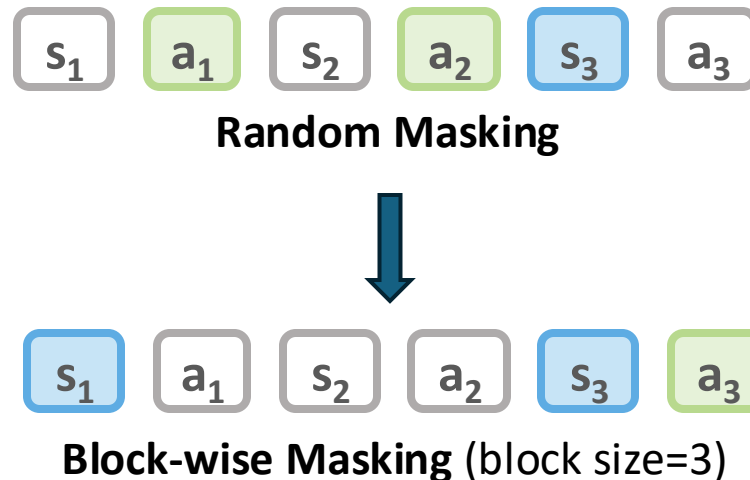 s₁ a₁ s₂ a₂ s₃ a₃
Random Masking
s₁ a₁ s₂ a₂ s₃ a₃
Block-wise Masking (block size=3)